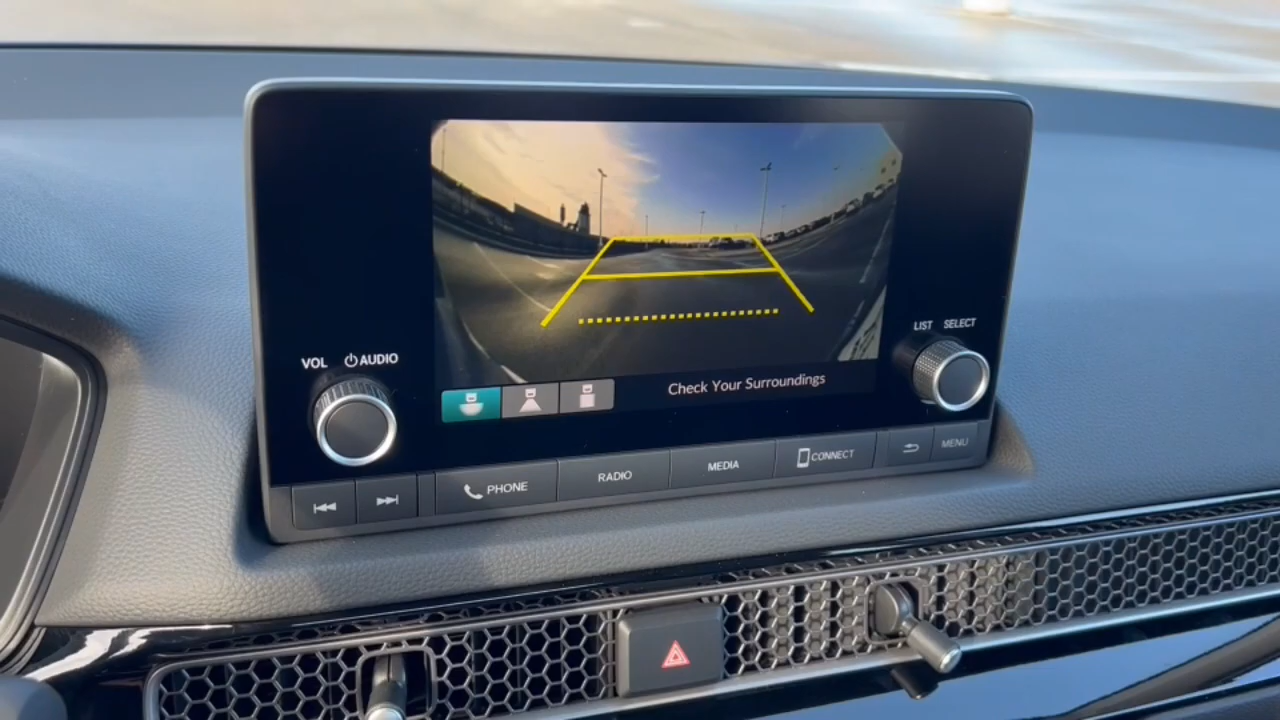 VOL AUDIO
LIST SELECT
Check Your Surroundings
PHONE
RADIO
MEDIA
CONNECT
MENU